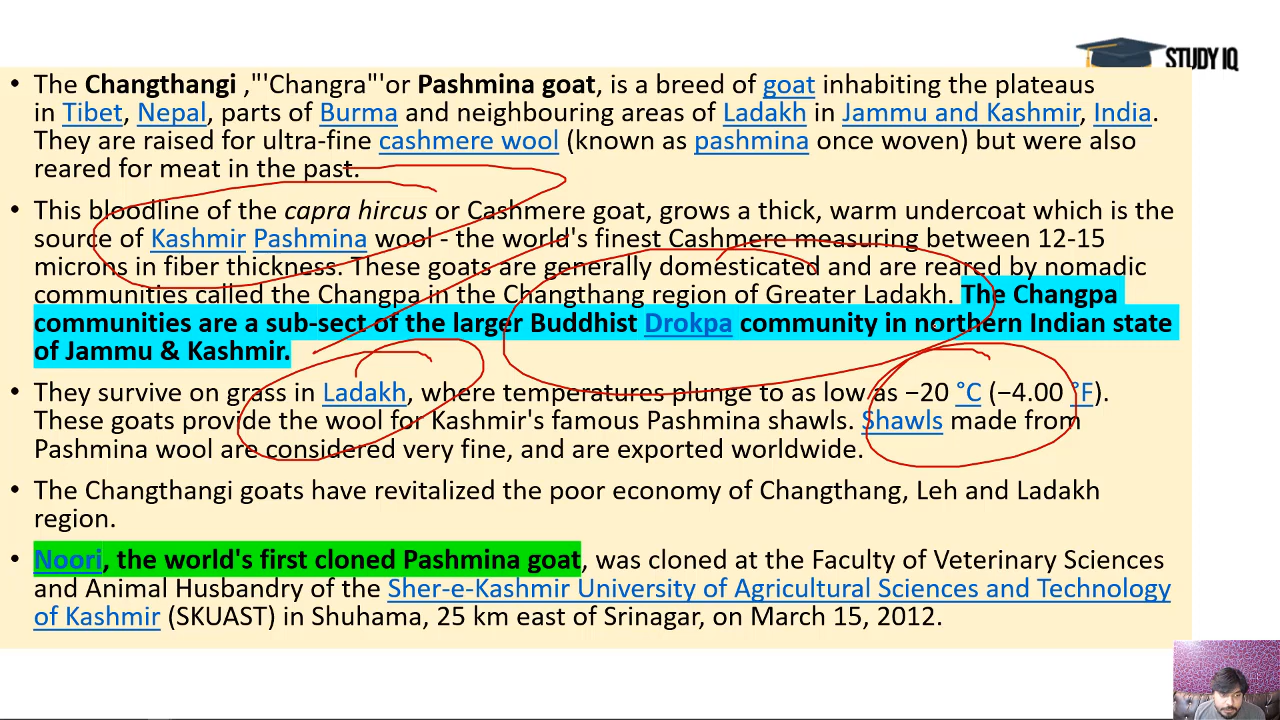 STUDY IQ
• The Changthangi ,"'Changra"'or Pashmina goat, is a breed of goat inhabiting the plateaus
in Tibet, Nepal, parts of Burma and neighbouring areas of Ladakh in Jammu and Kashmir, India.
They are raised for ultra-fine cashmere wool (known as pashmina once woven) but were also
reared for meat in the past.
• This bloodline of the capra hircus or Cashmere goat, grows a thick, warm undercoat which is the
source of Kashmir Pashmina wool - the world's finest Cashmere measuring between 12-15
microns in fiber thickness. These goats are generally domesticated and are reared by nomadic
communities called the Changpa in the Changthang region of Greater Ladakh. The Changpa
communities are a sub-sect of the larger Buddhist Drokpa community in northern Indian state
of Jammu & Kashmir.
• They survive on grass in Ladakh, where temperatures plunge to as low as −20 °C (−4.00 °F).
These goats provide the wool for Kashmir's famous Pashmina shawls. Shawls made from
Pashmina wool are considered very fine, and are exported worldwide.
• The Changthangi goats have revitalized the poor economy of Changthang, Leh and Ladakh
region.
• Noori, the world's first cloned Pashmina goat, was cloned at the Faculty of Veterinary Sciences
and Animal Husbandry of the Sher-e-Kashmir University of Agricultural Sciences and Technology
of Kashmir (SKUAST) in Shuhama, 25 km east of Srinagar, on March 15, 2012.